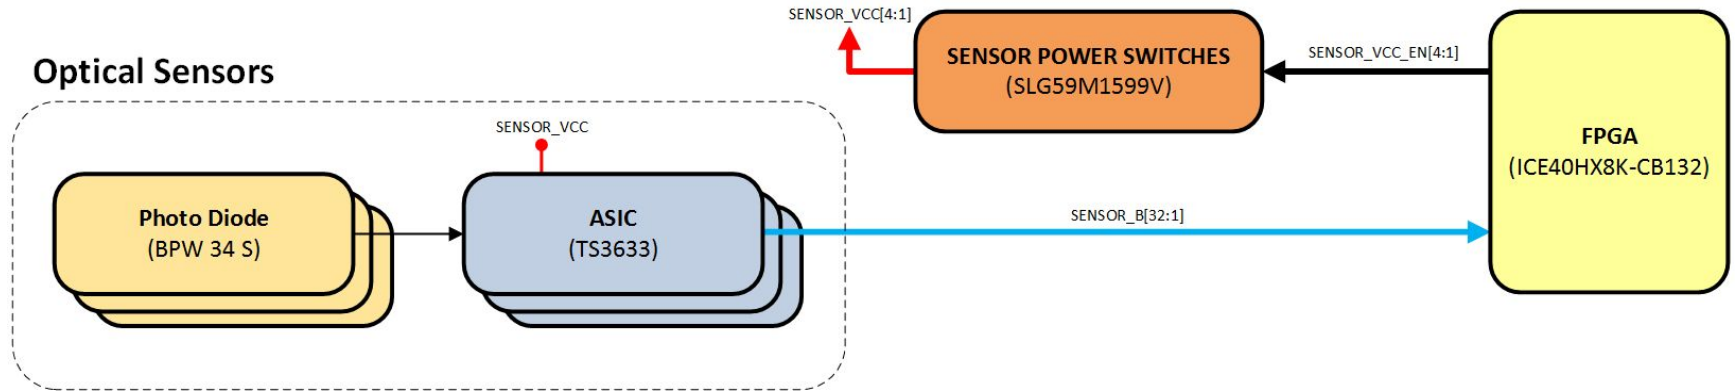 SENSOR_VCC[4:1]
SENSOR POWER SWITCHES
(SLG59M1599V)
SENSOR_VCC_EN[4:1]
FPGA
(ICE40HX8K-CB132)
Optical Sensors
SENSOR_VCC
Photo Diode
(BPW 34 S)
ASIC
(TS3633)
SENSOR_B[32:1]